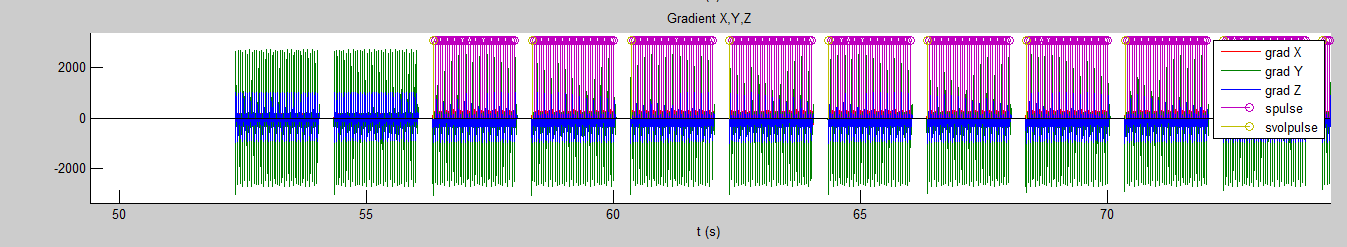 Gradient X,Y,Z
2000
0
-2000
50
55
60
65
70
t (s)
grad X
grad Y
grad Z
spulse
svolpulse